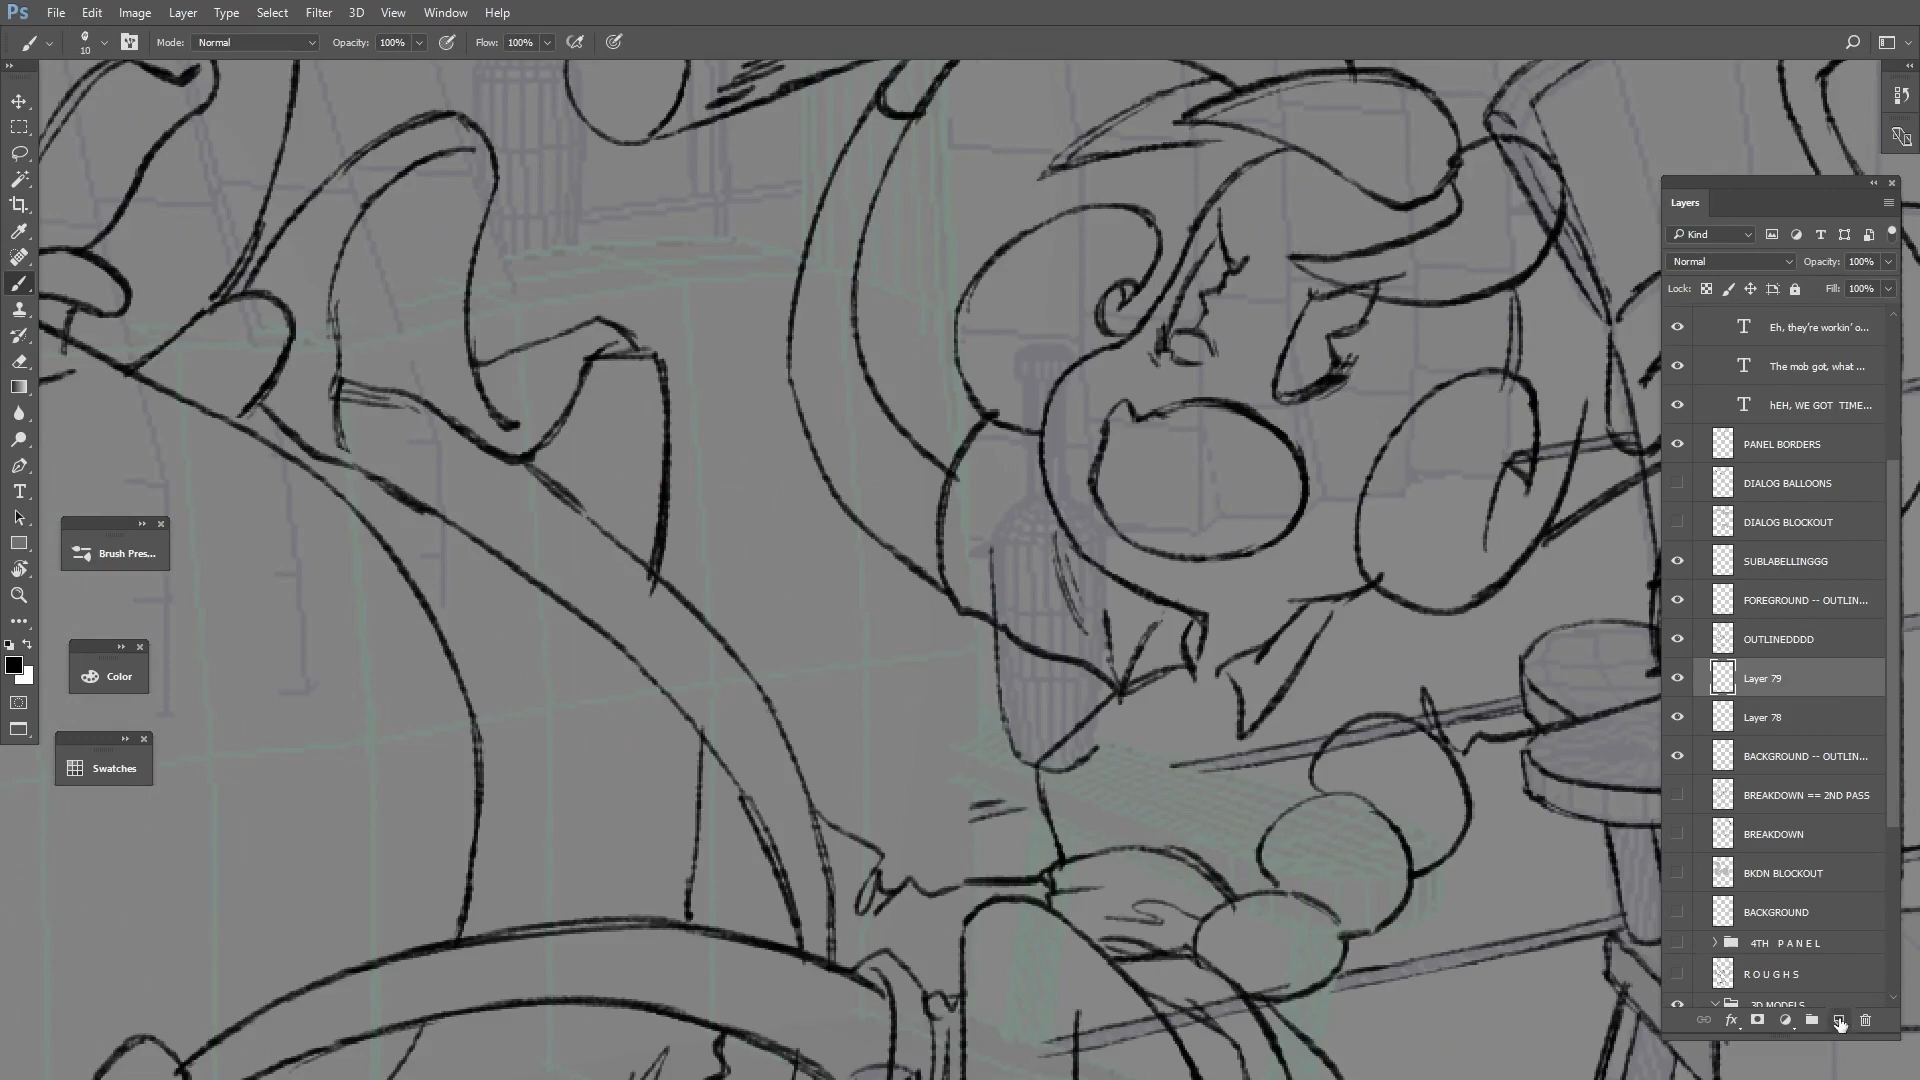 Ps File Edit Image Layer Type Select Filter 3D View Window Help
10 Mode: Normal Opacity: 100% Flow: 100%
Layers
Kind
Normal Opacity: 100%
Lock: Fill: 100%
T Eh, they're workin' o...
T The mob got, what ...
T hEH, WE GOT TIME...
PANEL BORDERS
DIALOG BALLOONS
DIALOG BLOCKOUT
SUBLABELLINGGG
FOREGROUND -- OUTLIN...
OUTLINEDDDD
Layer 79
Layer 78
BACKGROUND -- OUTLIN...
BREAKDOWN == 2ND PASS
BREAKDOWN
BKDN BLOCKOUT
BACKGROUND
4TH PANEL
ROUGHS
3D MODELS
fx
Brush Pres...
Color
Swatches